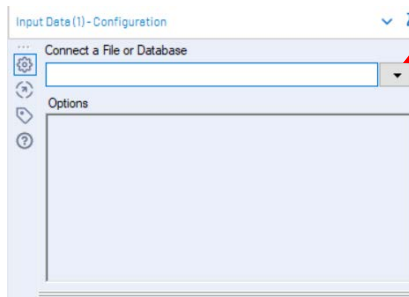 Input Data (1) - Configuration
Connect a File or Database
Options